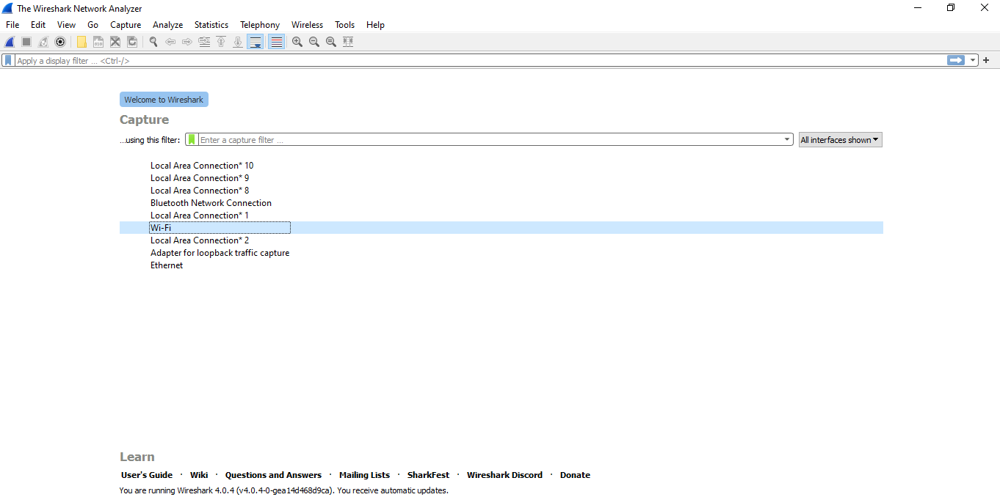 The Wireshark Network Analyzer
File Edit View Go Capture Analyze Statistics Telephony Wireless Tools Help
Apply a display filter ... <Ctrl-/>
Welcome to Wireshark
Capture
...using this filter: Enter a capture filter ... All interfaces shown
Local Area Connection* 10
Local Area Connection* 9
Local Area Connection* 8
Bluetooth Network Connection
Local Area Connection* 1
Wi-Fi
Local Area Connection* 2
Adapter for loopback traffic capture
Ethernet
Learn
User's Guide · Wiki · Questions and Answers · Mailing Lists · SharkFest · Wireshark Discord · Donate
You are running Wireshark 4.0.4 (v4.0.4-0-gea14d468d9ca). You receive automatic updates.